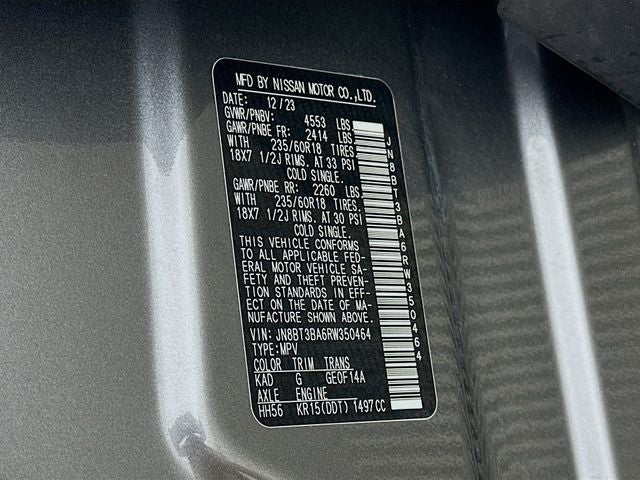 MFD BY NISSAN MOTOR CO.,LTD.
DATE: 12/23
GVWR/PNBV: 4553 LBS
GAWR/PNBE FR: 2414 LBS
WITH 235/60R18 TIRES.
18X7 1/2J RIMS. AT 33 PSI
COLD SINGLE.
GAWR/PNBE RR: 2260 LBS
WITH 235/60R18 TIRES.
18X7 1/2J RIMS. AT 30 PSI
COLD SINGLE.
THIS VEHICLE CONFORMS
TO ALL APPLICABLE FED-
ERAL MOTOR VEHICLE SA-
FETY AND THEFT PREVEN-
TION STANDARDS IN EFF-
ECT ON THE DATE OF MA-
NUFACTURE SHOWN ABOVE.
VIN: JN8BT3BA6RW350464
TYPE:MPV
COLOR TRIM TRANS
KAD G GE0F14A
AXLE ENGINE
HH56 KR15(DDT) 1497CC
JN8BT3BA6RW350464